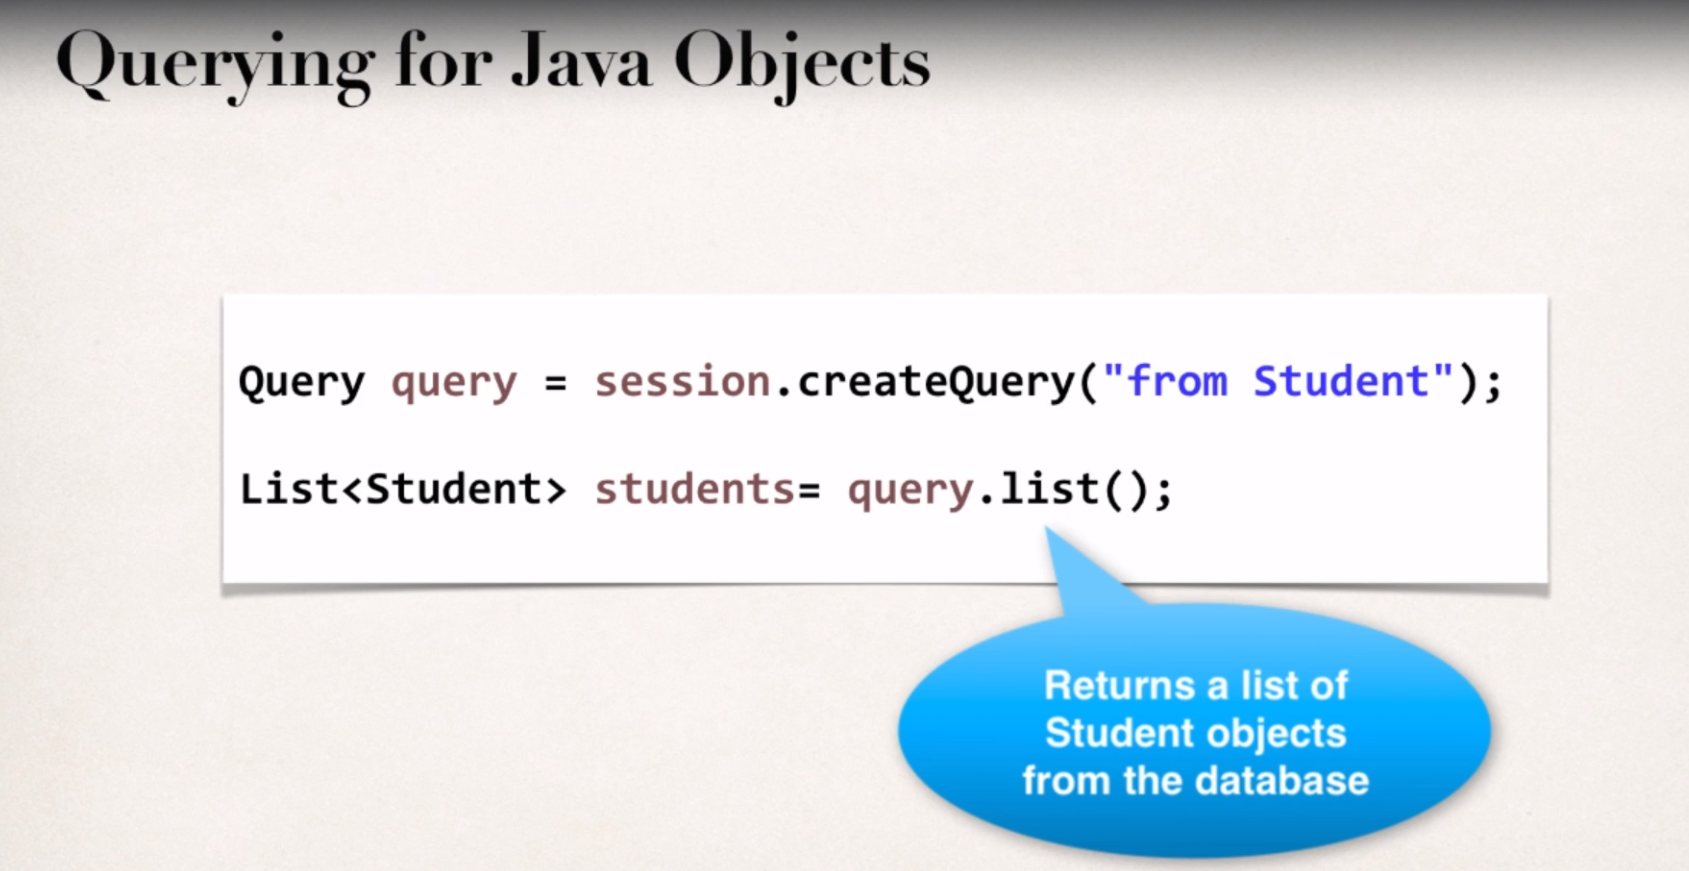 Querying for Java Objects
Query query = session.createQuery("from Student");
List<Student> students= query.list();
Returns a list of
Student objects
from the database